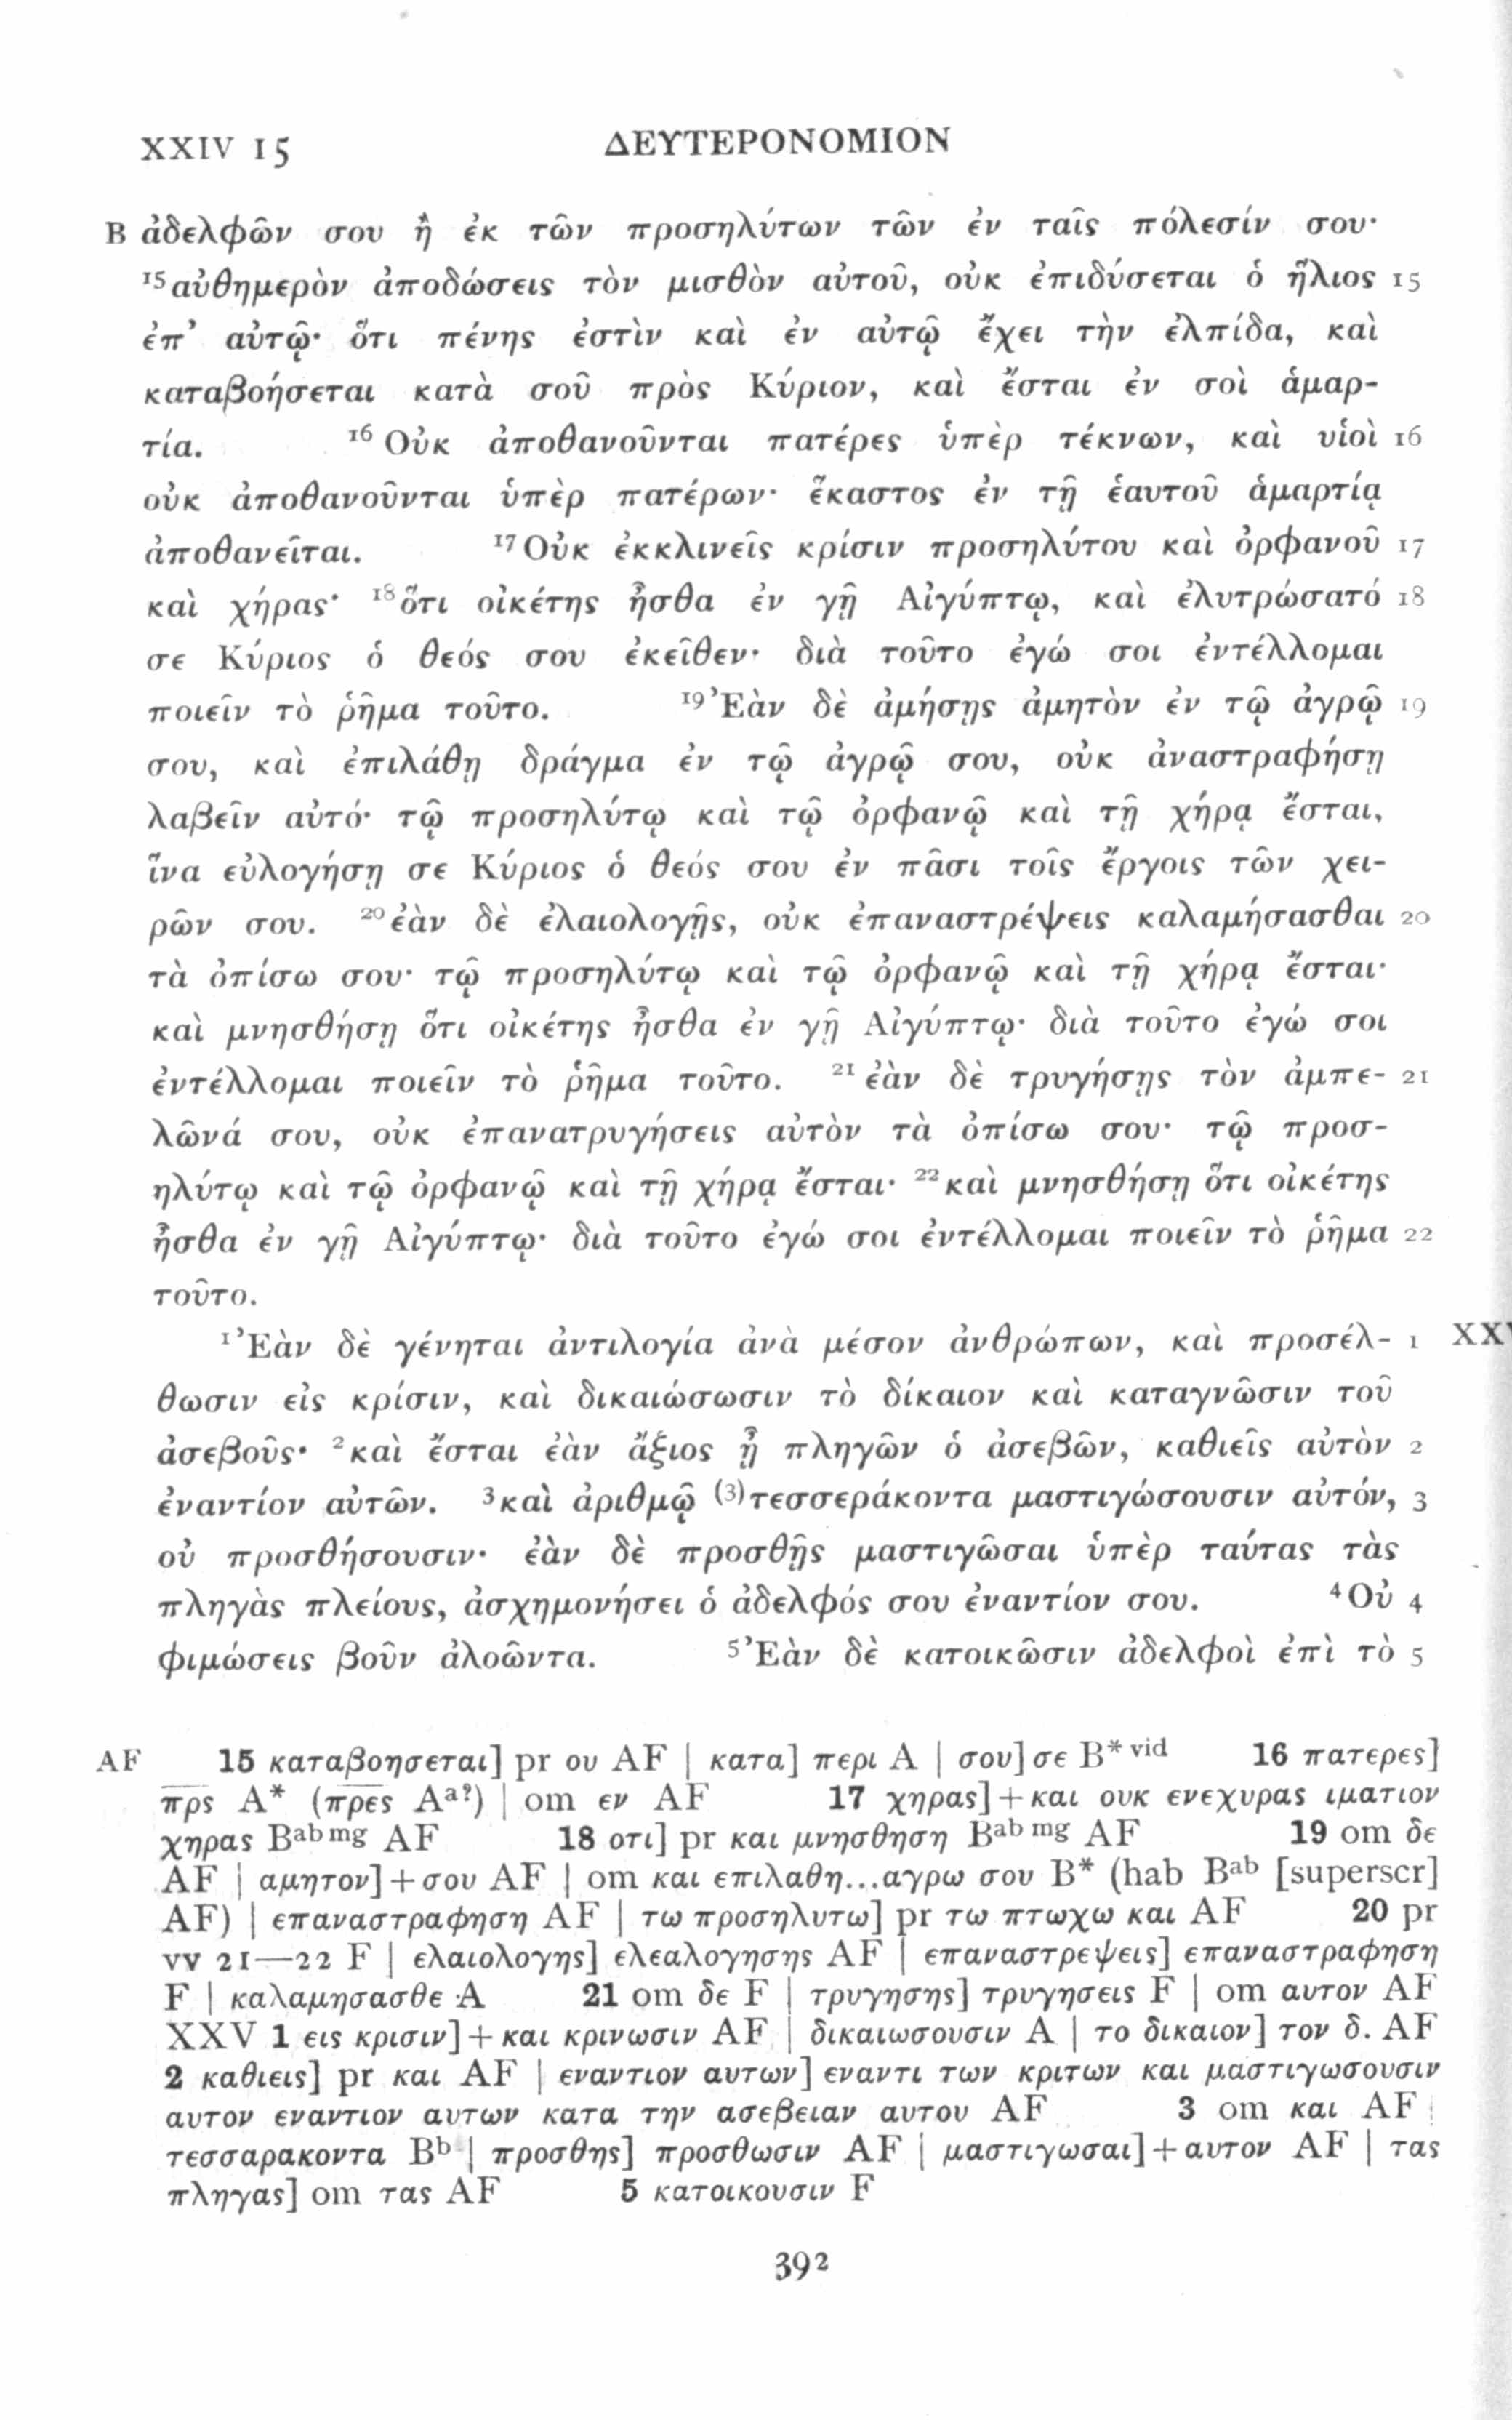 XXIV 15 ΔΕΥΤΕΡΟΝΟΜΙΟΝ
B ἀδελφῶν σου ἢ ἐκ τῶν προσηλύτων τῶν ἐν ταῖς πόλεσίν σου·
¹⁵αὐθημερὸν ἀποδώσεις τὸν μισθὸν αὐτοῦ, οὐκ ἐπιδύσεται ὁ ἥλιος 15
ἐπ’ αὐτῷ· ὅτι πένης ἐστὶν καὶ ἐν αὐτῷ ἔχει τὴν ἐλπίδα, καὶ
καταβοήσεται κατὰ σοῦ πρὸς Κύριον, καὶ ἔσται ἐν σοὶ ἁμαρ-
τία. ¹⁶Οὐκ ἀποθανοῦνται πατέρες ὑπὲρ τέκνων, καὶ υἱοὶ 16
οὐκ ἀποθανοῦνται ὑπὲρ πατέρων· ἕκαστος ἐν τῇ ἑαυτοῦ ἁμαρτίᾳ
ἀποθανεῖται. ¹⁷Οὐκ ἐκκλινεῖς κρίσιν προσηλύτου καὶ ὀρφανοῦ 17
καὶ χήρας· ¹⁸ὅτι οἰκέτης ἦσθα ἐν γῇ Αἰγύπτῳ, καὶ ἐλυτρώσατό 18
σε Κύριος ὁ θεός σου ἐκεῖθεν· διὰ τοῦτο ἐγώ σοι ἐντέλλομαι
ποιεῖν τὸ ῥῆμα τοῦτο. ¹⁹Ἐὰν δὲ ἀμήσῃς ἀμητὸν ἐν τῷ ἀγρῷ 19
σου, καὶ ἐπιλάθῃ δράγμα ἐν τῷ ἀγρῷ σου, οὐκ ἀναστραφήσῃ
λαβεῖν αὐτό· τῷ προσηλύτῳ καὶ τῷ ὀρφανῷ καὶ τῇ χήρᾳ ἔσται,
ἵνα εὐλογήσῃ σε Κύριος ὁ θεός σου ἐν πᾶσι τοῖς ἔργοις τῶν χει-
ρῶν σου. ²⁰ἐὰν δὲ ἐλαιολογῇς, οὐκ ἐπαναστρέψεις καλαμήσασθαι 20
τὰ ὀπίσω σου· τῷ προσηλύτῳ καὶ τῷ ὀρφανῷ καὶ τῇ χήρᾳ ἔσται·
καὶ μνησθήσῃ ὅτι οἰκέτης ἦσθα ἐν γῇ Αἰγύπτῳ· διὰ τοῦτο ἐγώ σοι
ἐντέλλομαι ποιεῖν τὸ ῥῆμα τοῦτο. ²¹ἐὰν δὲ τρυγήσῃς τὸν ἀμπε- 21
λῶνά σου, οὐκ ἐπανατρυγήσεις αὐτὸν τὰ ὀπίσω σου· τῷ προσ-
ηλύτῳ καὶ τῷ ὀρφανῷ καὶ τῇ χήρᾳ ἔσται· ²²καὶ μνησθήσῃ ὅτι οἰκέτης
ἦσθα ἐν γῇ Αἰγύπτῳ· διὰ τοῦτο ἐγώ σοι ἐντέλλομαι ποιεῖν τὸ ῥῆμα 22
τοῦτο.
¹Ἐὰν δὲ γένηται ἀντιλογία ἀνὰ μέσον ἀνθρώπων, καὶ προσέλ- 1
θωσιν εἰς κρίσιν, καὶ δικαιώσωσιν τὸ δίκαιον καὶ καταγνῶσιν τοῦ
ἀσεβοῦς· ²καὶ ἔσται ἐὰν ἄξιος ᾖ πληγῶν ὁ ἀσεβῶν, καθιεῖς αὐτὸν 2
ἐναντίον αὐτῶν. ³καὶ ἀριθμῷ ⁽³⁾τεσσεράκοντα μαστιγώσουσιν αὐτόν, 3
οὐ προσθήσουσιν· ἐὰν δὲ προσθῇς μαστιγῶσαι ὑπὲρ ταύτας τὰς
πληγὰς πλείους, ἀσχημονήσει ὁ ἀδελφός σου ἐναντίον σου. ⁴Οὐ 4
φιμώσεις βοῦν ἀλοῶντα. ⁵Ἐὰν δὲ κατοικῶσιν ἀδελφοὶ ἐπὶ τὸ 5
AF 15 καταβοησεται] pr ου AF | κατα] περι A | σου] σε B* ᵛⁱᵈ 16 πατερες]
π̅ρ̅ς̅ A* (π̅ρ̅ε̅ς̅ Aᵃ?) | om εν AF 17 χηρας]+και ουκ ενεχυρας ιματιον
χηρας Bᵃᵇᵐᵍ AF 18 οτι] pr και μνησθηση Bᵃᵇ ᵐᵍ AF 19 om δε
AF | αμητον]+σου AF | om και επιλαθη...αγρω σου B* (hab Bᵃᵇ [superscr]
AF) | επαναστραφηση AF | τω προσηλυτω] pr τω πτωχω και AF 20 pr
vv 21—22 F | ελαιολογης] ελεαλογησης AF | επαναστρεψεις] επαναστραφηση
F | καλαμησασθε A 21 om δε F | τρυγησης] τρυγησεις F | om αυτον AF
XXV 1 εις κρισιν]+και κρινωσιν AF | δικαιωσουσιν A | το δικαιον] τον δ. AF
2 καθιεις] pr και AF | εναντιον αυτων] εναντι των κριτων και μαστιγωσουσιν
αυτον εναντιον αυτων κατα την ασεβειαν αυτου AF 3 om και AF |
τεσσαρακοντα Bᵇ | προσθης] προσθωσιν AF | μαστιγωσαι]+αυτον AF | τας
πληγας] om τας AF 5 κατοικουσιν F
392